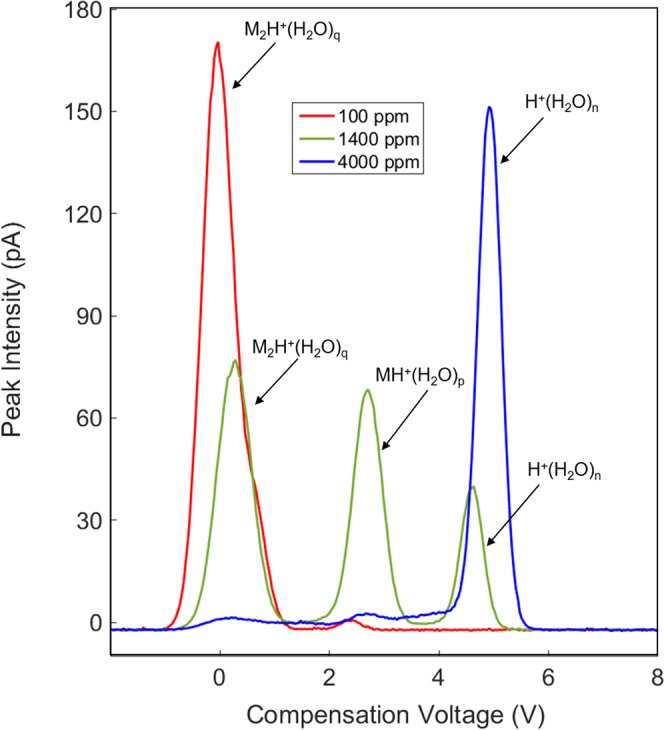 180
150
120
90
60
30
0
Peak Intensity (pA)
M₂H⁺(H₂O)q
H⁺(H₂O)ₙ
100 ppm
1400 ppm
4000 ppm
M₂H⁺(H₂O)q
MH⁺(H₂O)ₚ
H⁺(H₂O)ₙ
0 2 4 6 8
Compensation Voltage (V)